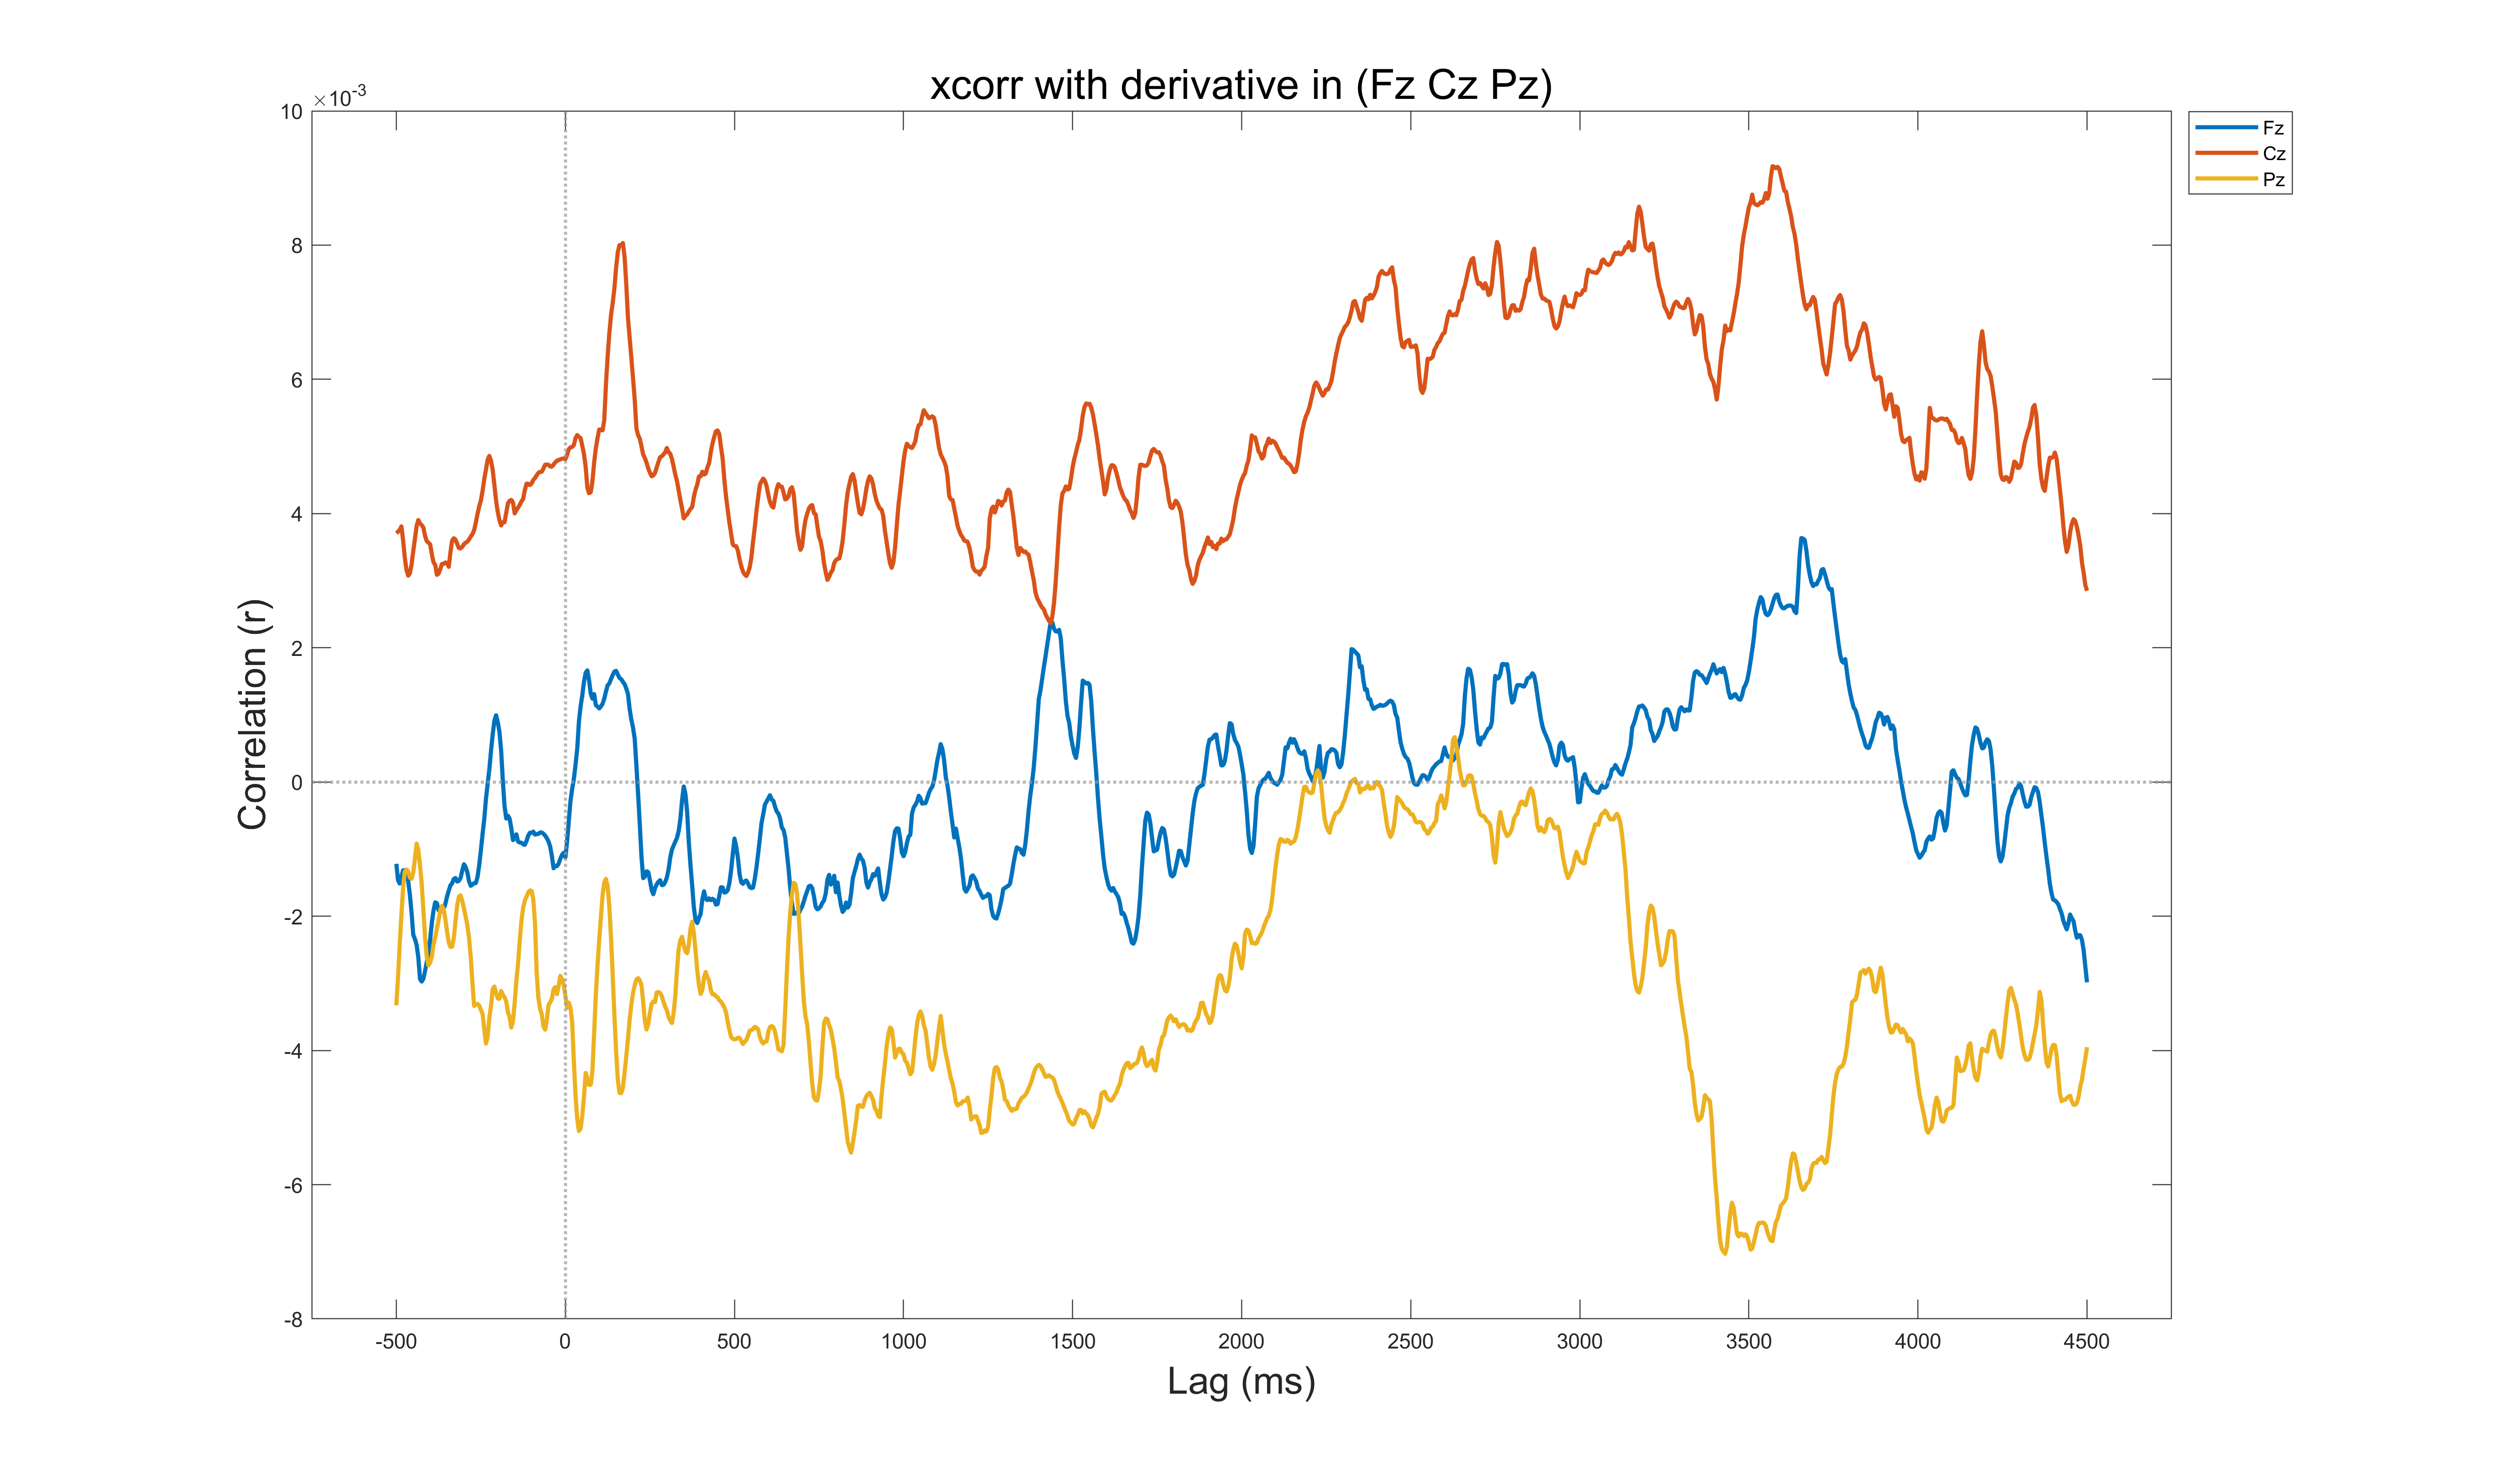 xcorr with derivative in (Fz Cz Pz)
×10-3
10
8
6
4
2
0
-2
-4
-6
-8
Correlation (r)
-500 0 500 1000 1500 2000 2500 3000 3500 4000 4500
Lag (ms)
Fz
Cz
Pz